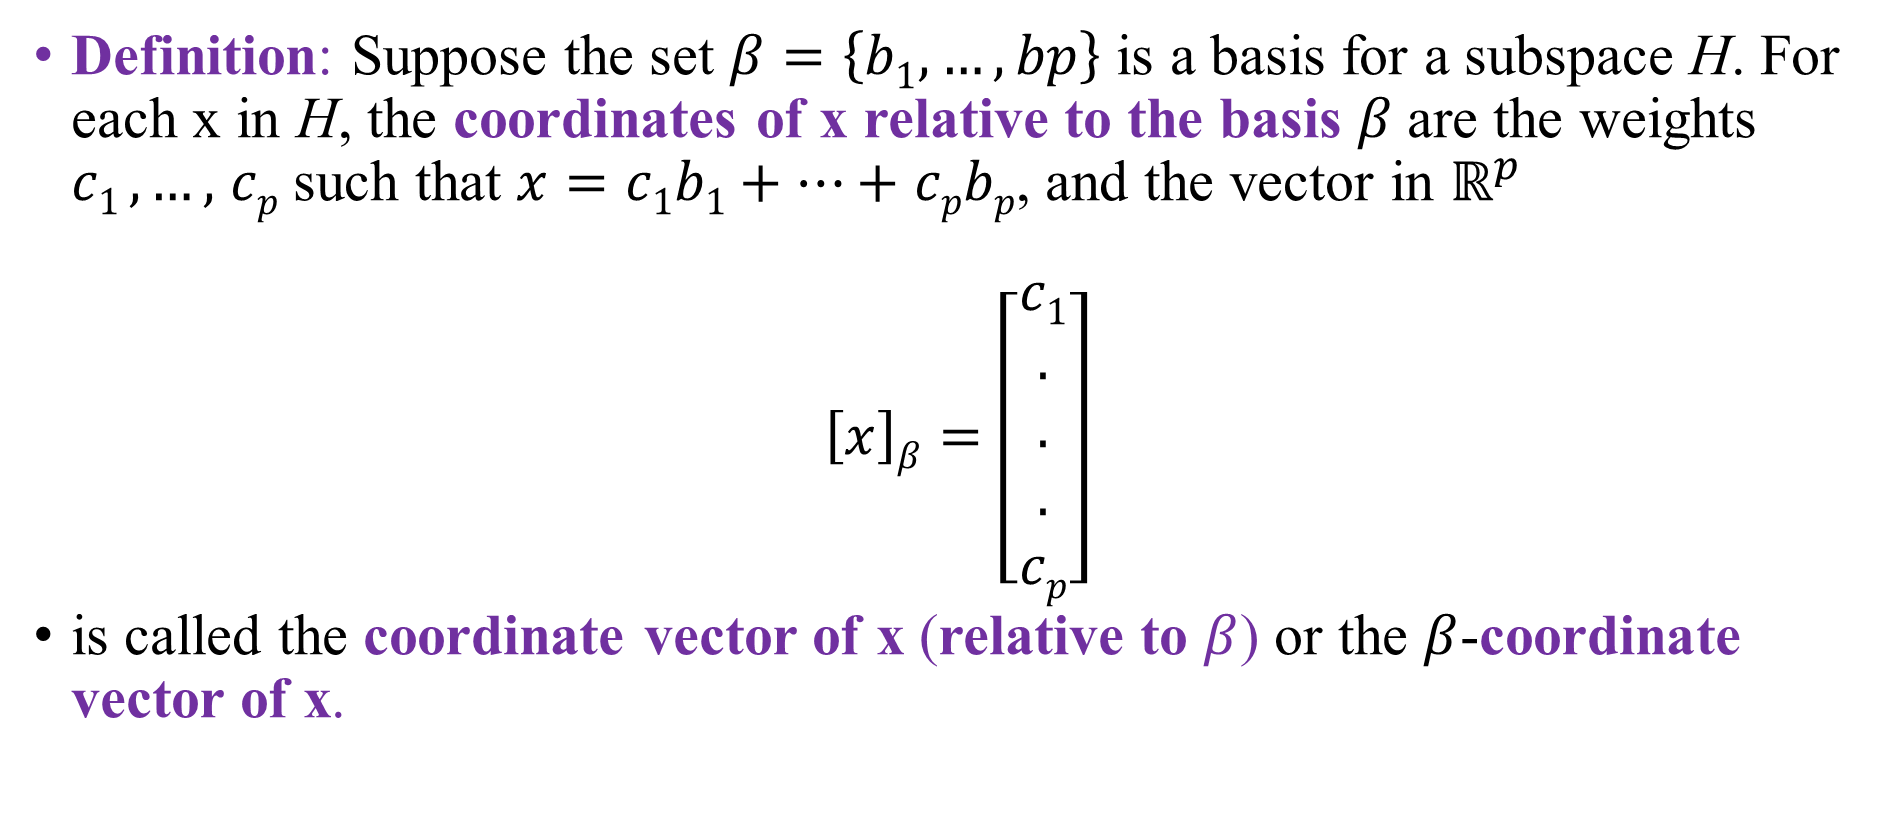 • Definition: Suppose the set β = {b₁, … , bp} is a basis for a subspace H. For
each x in H, the coordinates of x relative to the basis β are the weights
c₁ , … , cₚ such that x = c₁b₁ + ⋯ + cₚbₚ, and the vector in ℝᵖ
c₁
.
[x]ᵦ = .
.
cₚ
• is called the coordinate vector of x (relative to β) or the β-coordinate
vector of x.